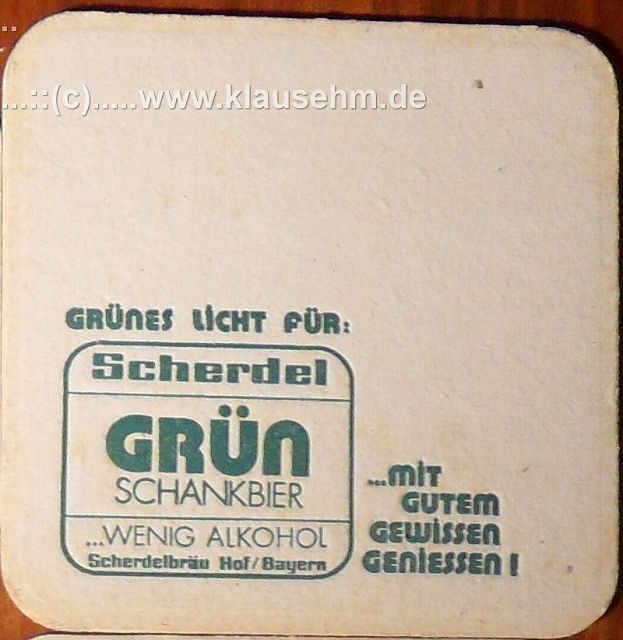 ...::(c).....www.klausehm.de
GRÜNES LICHT FÜR:
Scherdel
GRÜN
SCHANKBIER
...WENIG ALKOHOL
Scherdelbräu Hof/Bayern
...MIT
GUTEM
GEWISSEN
GENIESSEN!